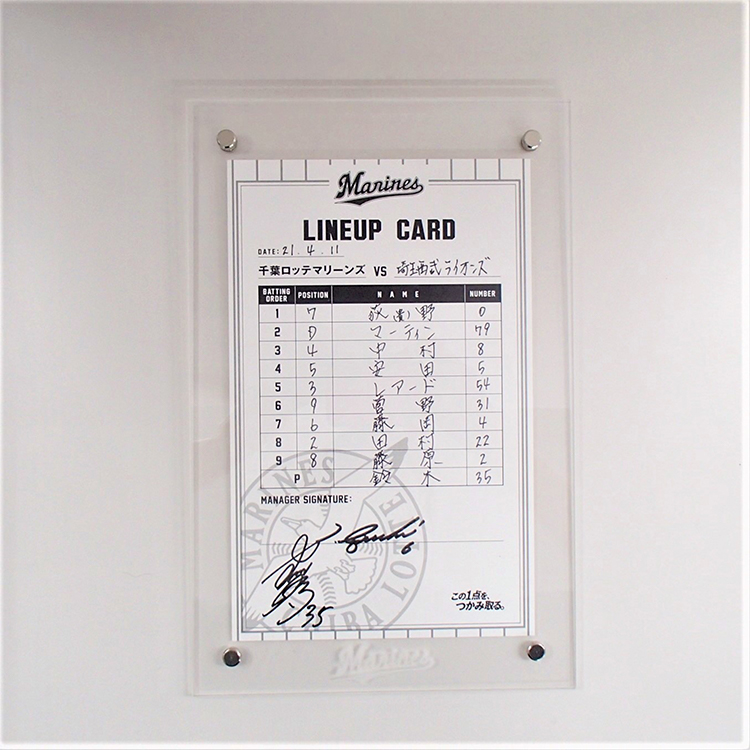 Marines
LINEUP CARD
DATE: 21.4.11
千葉ロッテマリーンズ VS 埼玉西武ライオンズ
BATTING ORDER POSITION NAME NUMBER
1 7 荻(貴)野 0
2 D マーティン 79
3 4 中村 8
4 5 安田 5
5 3 レアード 54
6 9 菅野 31
7 6 藤岡 4
8 2 田村 22
9 8 藤原 2
P 鈴木 35
MANAGER SIGNATURE:
6
35
MARINES
CHIBA LOTTE
この1点を、
つかみ取る。
Marines